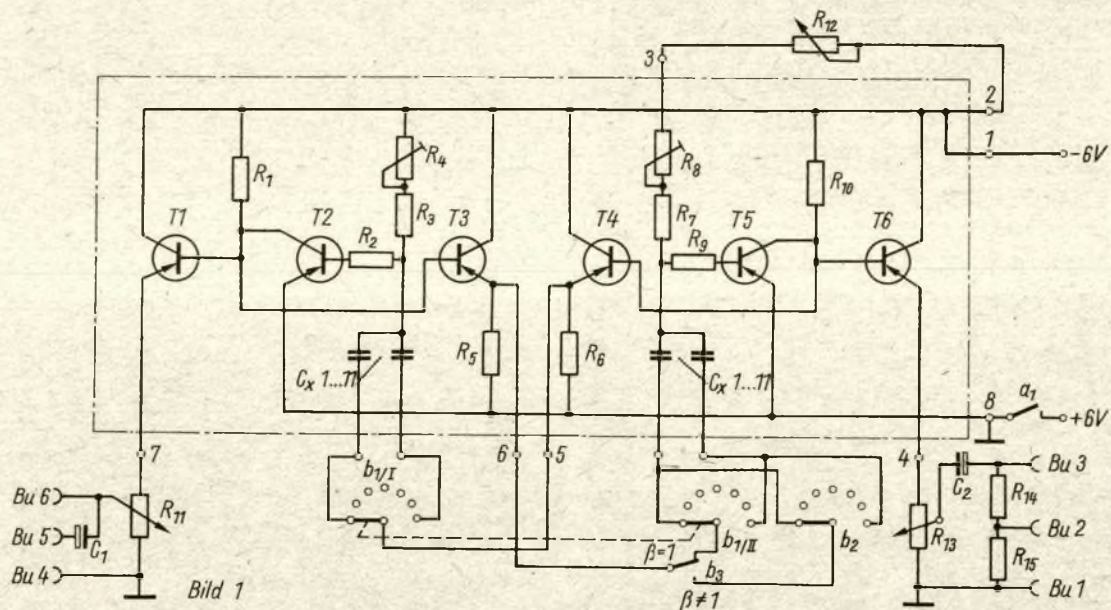 R12
3
2
1
-6V
R1
R4
R3
R8
R7
R10
T1
T2
R2
T3
T4
R9
T5
T6
R5
R6
Cx 1...11
Cx 1...11
8
a1
+6V
7
6
5
4
b1/I
b1/II
b2
β=1
b3
β≠1
Bu 6
Bu 5
Bu 4
C1
R11
R13
C2
R14
R15
Bu 3
Bu 2
Bu 1
Bild 1